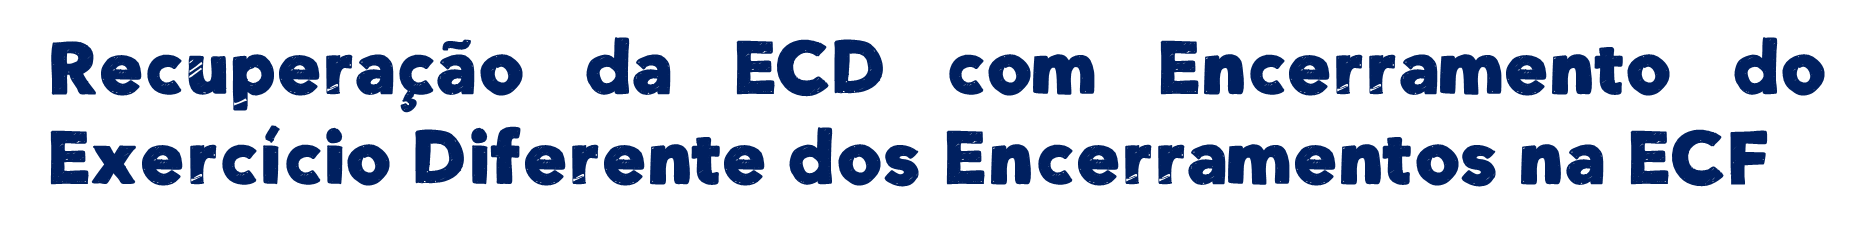 Recuperação da ECD com Encerramento do
Exercício Diferente dos Encerramentos na ECF